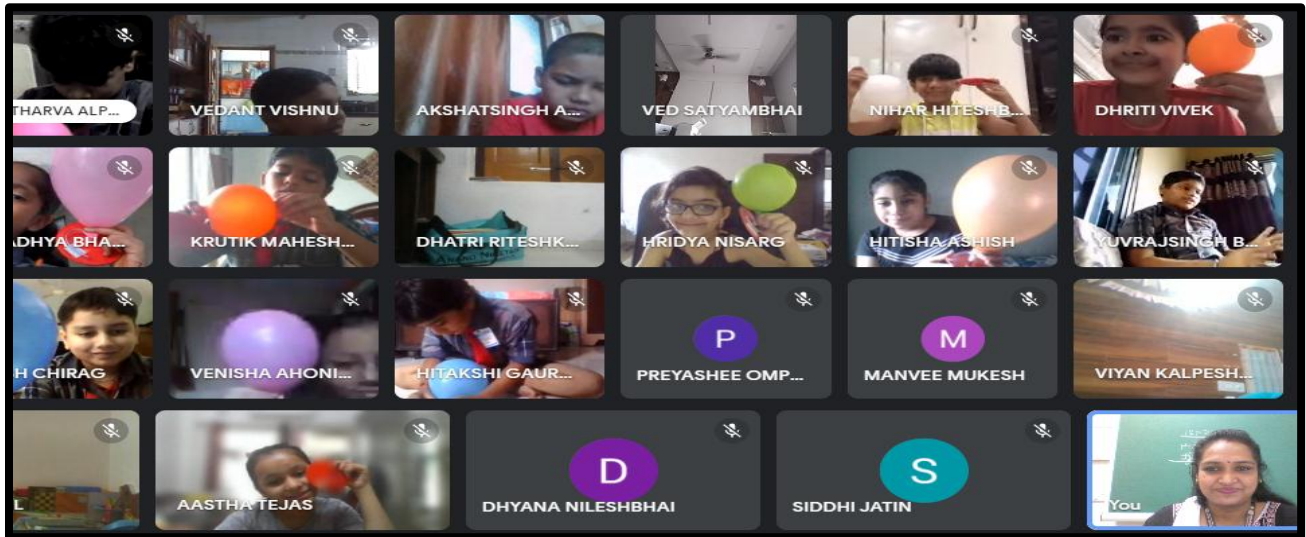 THARVA ALP...
VEDANT VISHNU
AKSHATSINGH A...
VED SATYAMBHAI
NIHAR HITESHB...
DHRITI VIVEK
ADHYA BHA...
KRUTIK MAHESH...
DHATRI RITESHK...
HRIDYA NISARG
HITISHA ASHISH
YUVRAJSINGH B...
H CHIRAG
VENISHA AHONI...
HITAKSHI GAUR...
P
PREYASHEE OMP...
M
MANVEE MUKESH
VIYAN KALPESH...
L
AASTHA TEJAS
D
DHYANA NILESHBHAI
S
SIDDHI JATIN
You